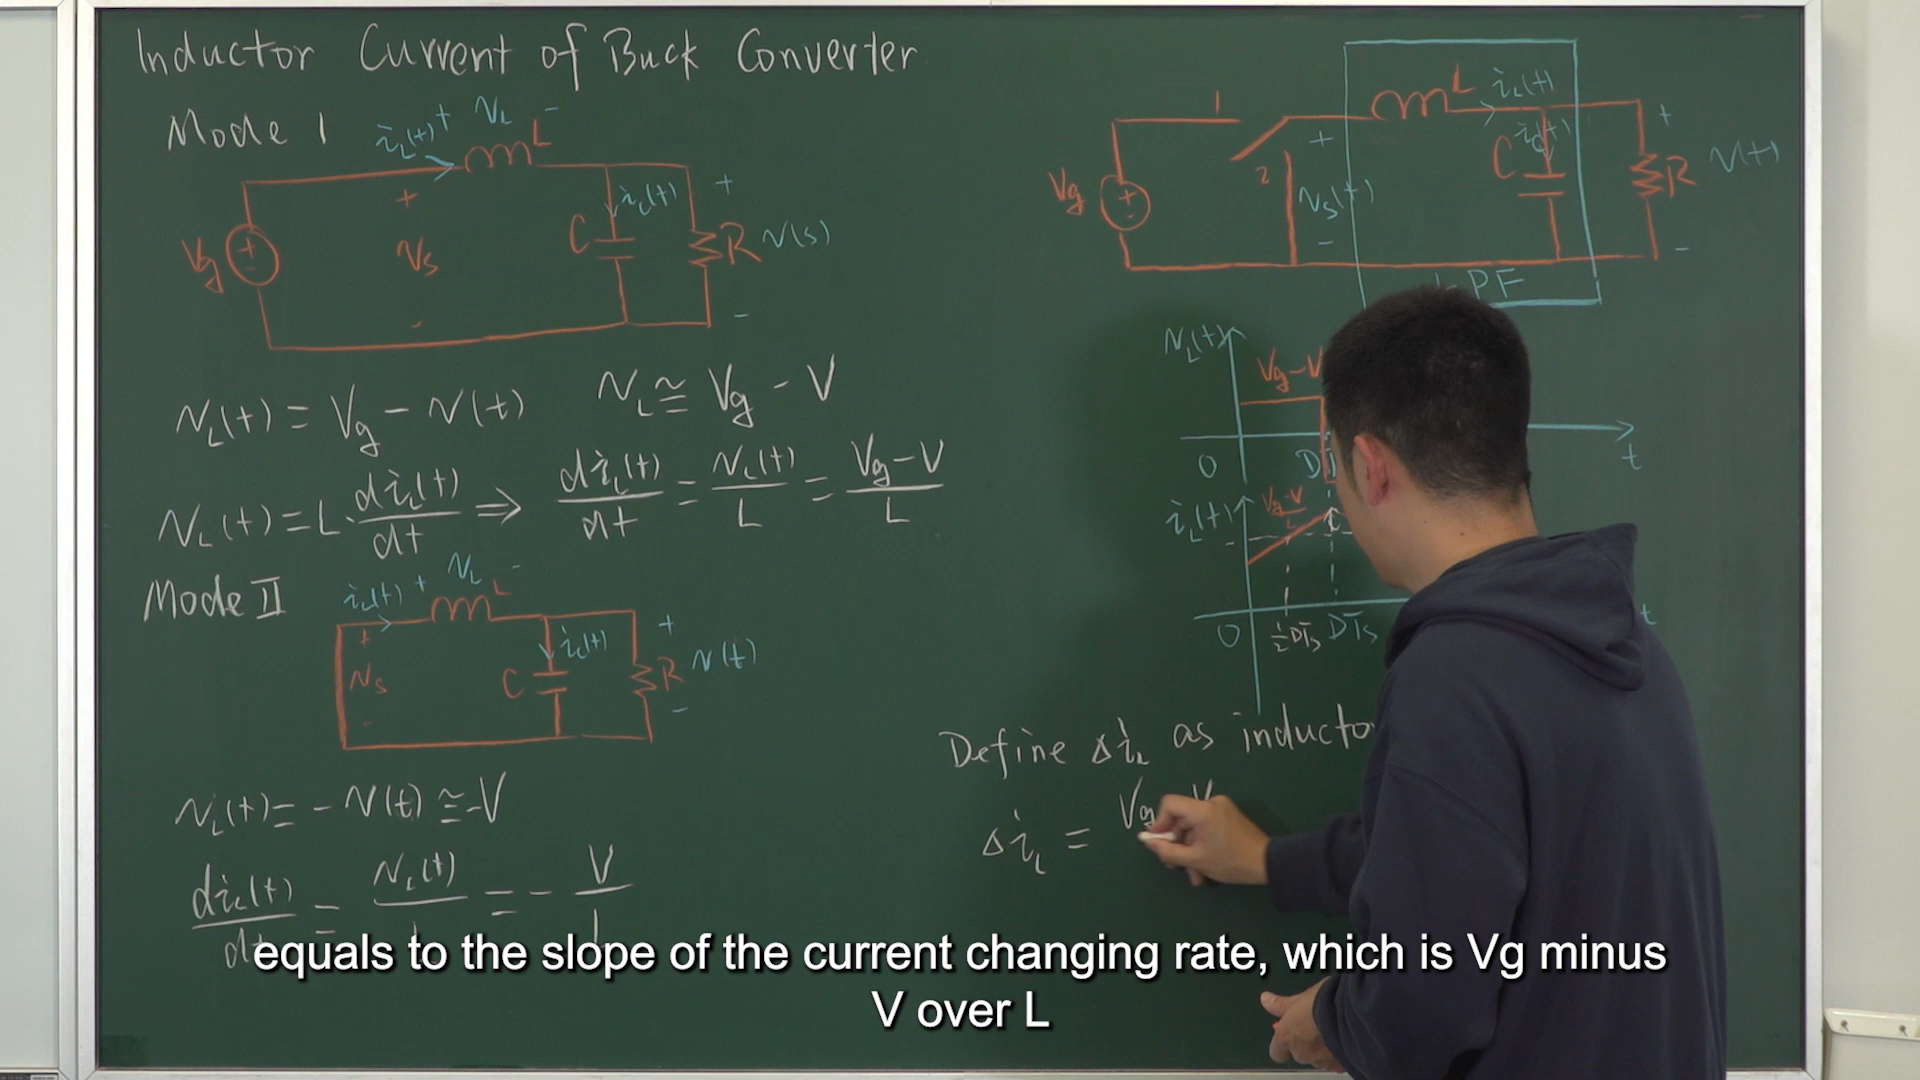 Inductor Current of Buck Converter
Mode 1
iL(t) + VL - L
Vg + - + Vs - C ic(t) + R V(s) -
VL(t) = Vg - V(t) VL ≅ Vg - V
VL(t) = L · diL(t)/dt ⇒ diL(t)/dt = VL(t)/L = Vg-V/L
Mode II
iL(t) + VL - L
+ Vs - C ic(t) + R V(t) -
VL(t) = - V(t) ≅ -V
diL(t)/dt = VL(t)/L = - V/L
1 L iL(t)
Vg + - 2 + Vs(t) - C ic(t) + R V(t) -
LPF
VL(t) Vg-V
0 t
iL(t) Vg-V/L
0 ½DTs DTs t
Define ΔiL as
ΔiL = Vg - V
equals to the slope of the current changing rate, which is Vg minus
V over L